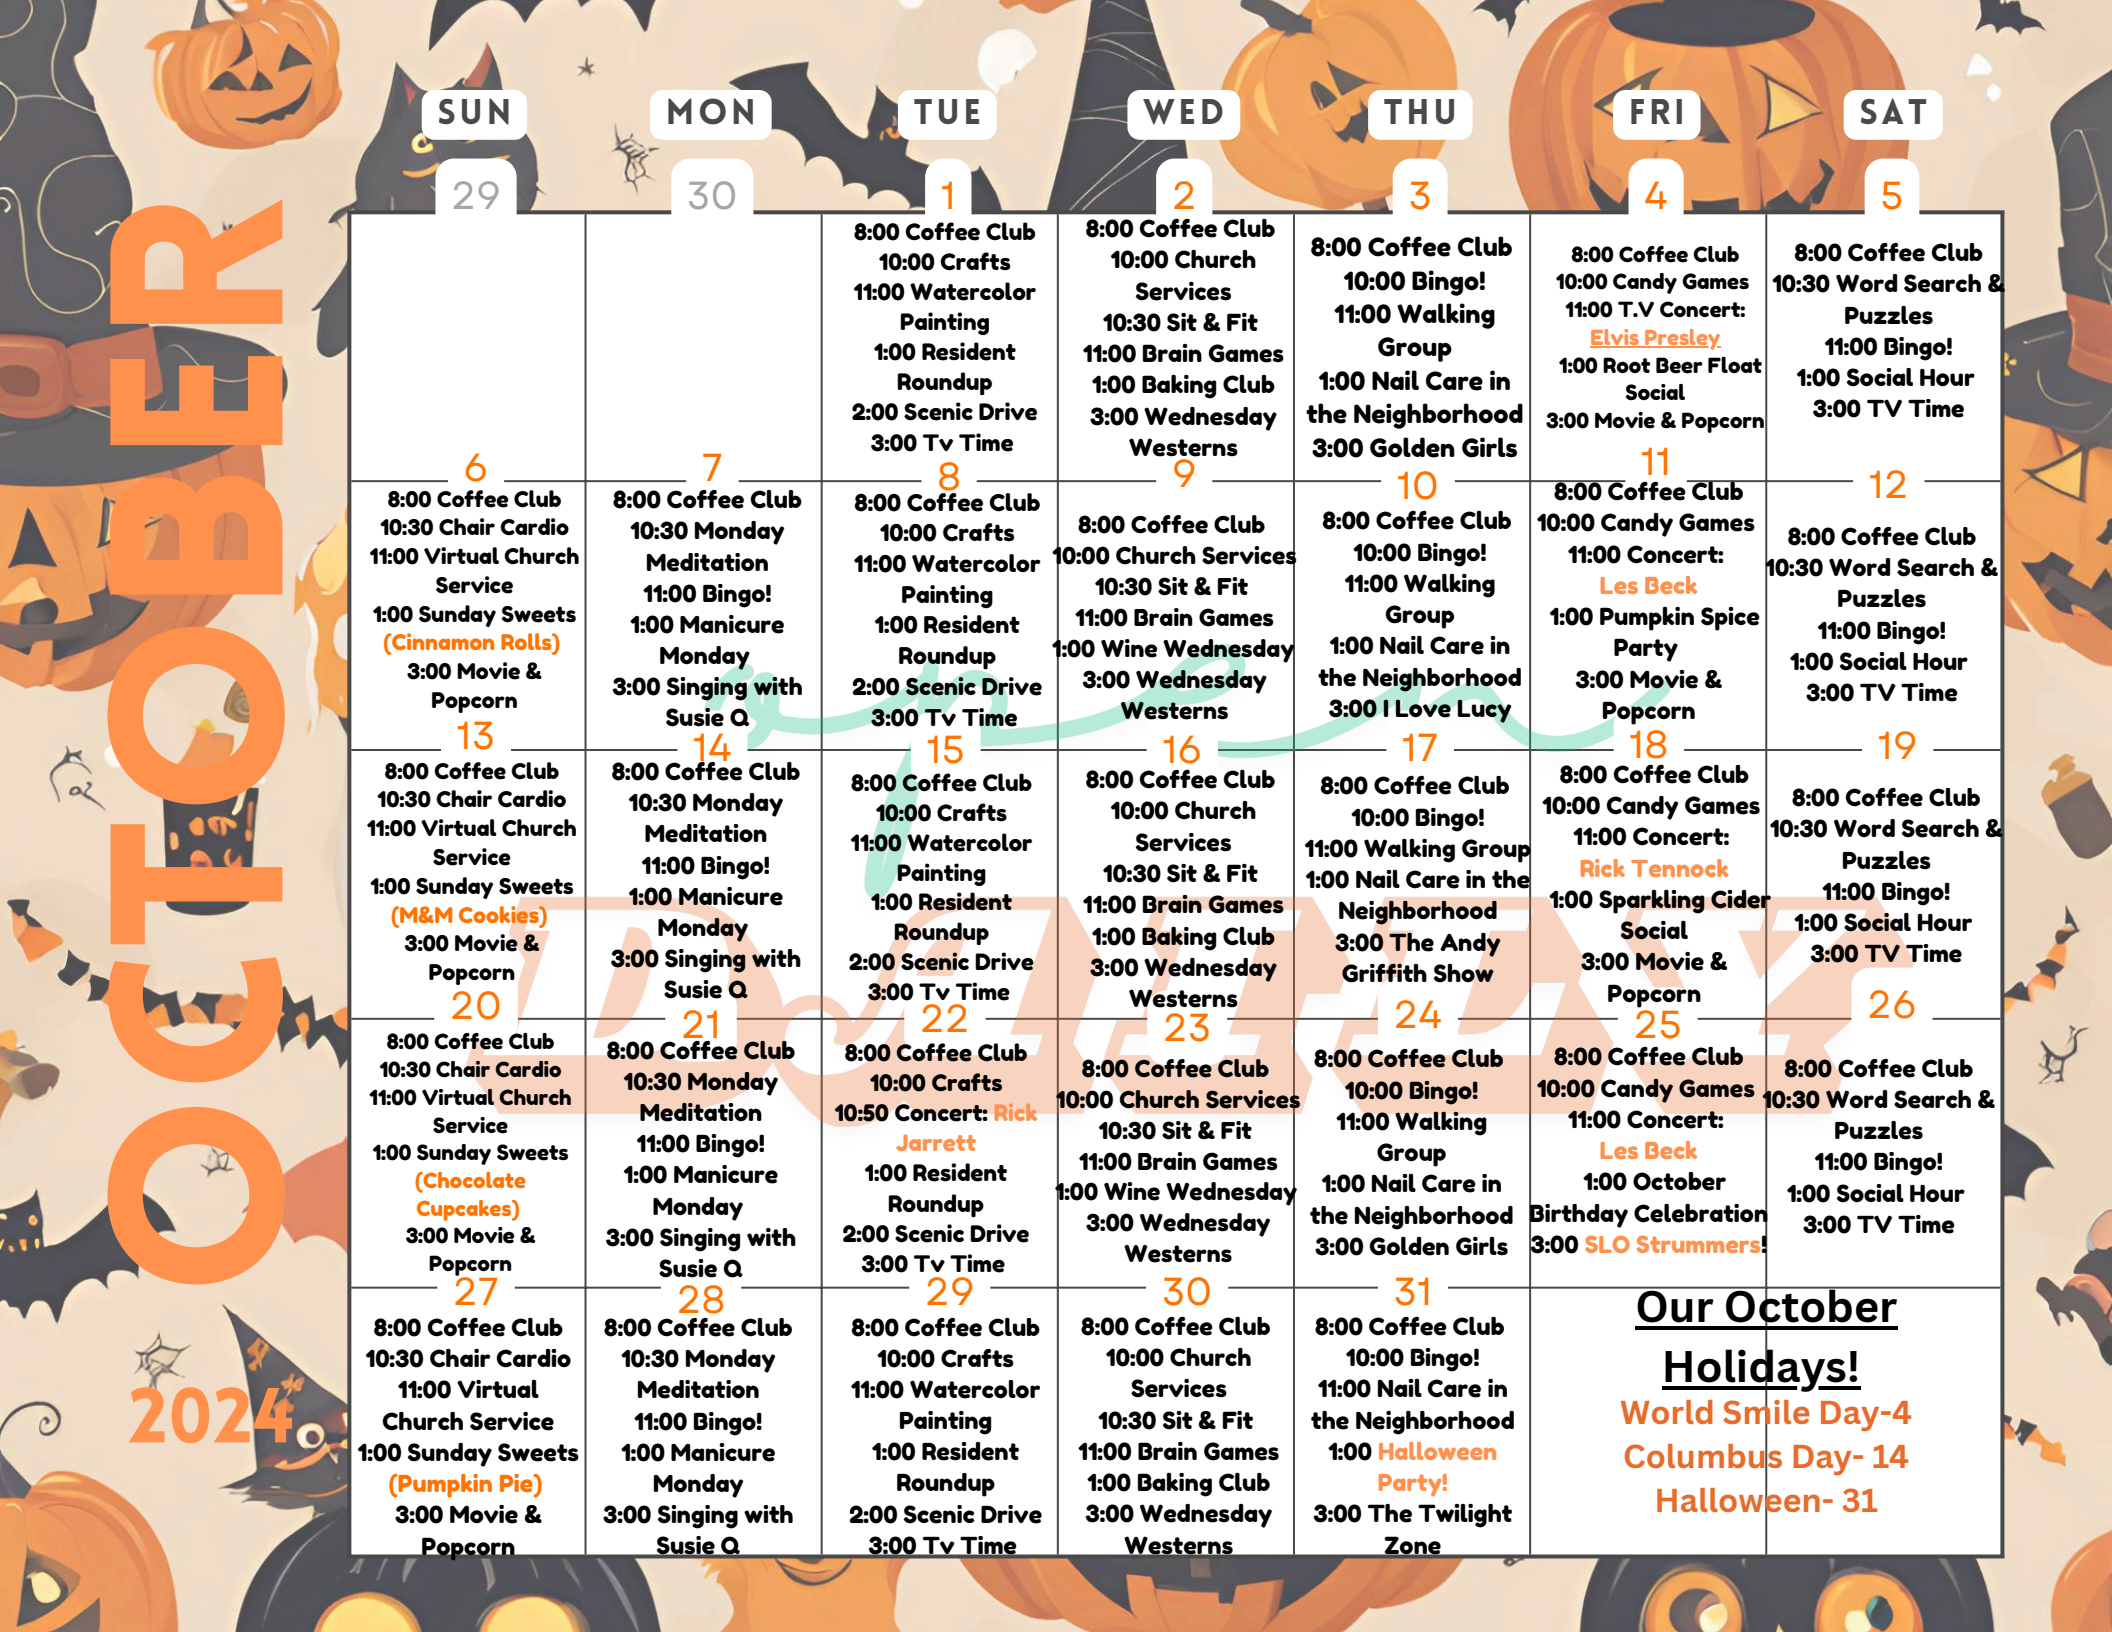 OCTOBER
2024
SUN
MON
TUE
WED
THU
FRI
SAT
29
30
1
8:00 Coffee Club
10:00 Crafts
11:00 Watercolor
Painting
1:00 Resident
Roundup
2:00 Scenic Drive
3:00 Tv Time
2
8:00 Coffee Club
10:00 Church
Services
10:30 Sit & Fit
11:00 Brain Games
1:00 Baking Club
3:00 Wednesday
Westerns
3
8:00 Coffee Club
10:00 Bingo!
11:00 Walking
Group
1:00 Nail Care in
the Neighborhood
3:00 Golden Girls
4
8:00 Coffee Club
10:00 Candy Games
11:00 T.V Concert:
Elvis Presley
1:00 Root Beer Float
Social
3:00 Movie & Popcorn
5
8:00 Coffee Club
10:30 Word Search &
Puzzles
11:00 Bingo!
1:00 Social Hour
3:00 TV Time
6
8:00 Coffee Club
10:30 Chair Cardio
11:00 Virtual Church
Service
1:00 Sunday Sweets
(Cinnamon Rolls)
3:00 Movie &
Popcorn
7
8:00 Coffee Club
10:30 Monday
Meditation
11:00 Bingo!
1:00 Manicure
Monday
3:00 Singing with
Susie Q
8
8:00 Coffee Club
10:00 Crafts
11:00 Watercolor
Painting
1:00 Resident
Roundup
2:00 Scenic Drive
3:00 Tv Time
9
8:00 Coffee Club
10:00 Church Services
10:30 Sit & Fit
11:00 Brain Games
1:00 Wine Wednesday
3:00 Wednesday
Westerns
10
8:00 Coffee Club
10:00 Bingo!
11:00 Walking
Group
1:00 Nail Care in
the Neighborhood
3:00 I Love Lucy
11
8:00 Coffee Club
10:00 Candy Games
11:00 Concert:
Les Beck
1:00 Pumpkin Spice
Party
3:00 Movie &
Popcorn
12
8:00 Coffee Club
10:30 Word Search &
Puzzles
11:00 Bingo!
1:00 Social Hour
3:00 TV Time
open
DAILY
13
8:00 Coffee Club
10:30 Chair Cardio
11:00 Virtual Church
Service
1:00 Sunday Sweets
(M&M Cookies)
3:00 Movie &
Popcorn
14
8:00 Coffee Club
10:30 Monday
Meditation
11:00 Bingo!
1:00 Manicure
Monday
3:00 Singing with
Susie Q
15
8:00 Coffee Club
10:00 Crafts
11:00 Watercolor
Painting
1:00 Resident
Roundup
2:00 Scenic Drive
3:00 Tv Time
16
8:00 Coffee Club
10:00 Church
Services
10:30 Sit & Fit
11:00 Brain Games
1:00 Baking Club
3:00 Wednesday
Westerns
17
8:00 Coffee Club
10:00 Bingo!
11:00 Walking Group
1:00 Nail Care in the
Neighborhood
3:00 The Andy
Griffith Show
18
8:00 Coffee Club
10:00 Candy Games
11:00 Concert:
Rick Tennock
1:00 Sparkling Cider
Social
3:00 Movie &
Popcorn
19
8:00 Coffee Club
10:30 Word Search &
Puzzles
11:00 Bingo!
1:00 Social Hour
3:00 TV Time
20
8:00 Coffee Club
10:30 Chair Cardio
11:00 Virtual Church
Service
1:00 Sunday Sweets
(Chocolate
Cupcakes)
3:00 Movie &
Popcorn
21
8:00 Coffee Club
10:30 Monday
Meditation
11:00 Bingo!
1:00 Manicure
Monday
3:00 Singing with
Susie Q
22
8:00 Coffee Club
10:00 Crafts
10:50 Concert: Rick
Jarrett
1:00 Resident
Roundup
2:00 Scenic Drive
3:00 Tv Time
23
8:00 Coffee Club
10:00 Church Services
10:30 Sit & Fit
11:00 Brain Games
1:00 Wine Wednesday
3:00 Wednesday
Westerns
24
8:00 Coffee Club
10:00 Bingo!
11:00 Walking
Group
1:00 Nail Care in
the Neighborhood
3:00 Golden Girls
25
8:00 Coffee Club
10:00 Candy Games
11:00 Concert:
Les Beck
1:00 October
Birthday Celebration
3:00 SLO Strummers!
26
8:00 Coffee Club
10:30 Word Search &
Puzzles
11:00 Bingo!
1:00 Social Hour
3:00 TV Time
27
8:00 Coffee Club
10:30 Chair Cardio
11:00 Virtual
Church Service
1:00 Sunday Sweets
(Pumpkin Pie)
3:00 Movie &
Popcorn
28
8:00 Coffee Club
10:30 Monday
Meditation
11:00 Bingo!
1:00 Manicure
Monday
3:00 Singing with
Susie Q
29
8:00 Coffee Club
10:00 Crafts
11:00 Watercolor
Painting
1:00 Resident
Roundup
2:00 Scenic Drive
3:00 Tv Time
30
8:00 Coffee Club
10:00 Church
Services
10:30 Sit & Fit
11:00 Brain Games
1:00 Baking Club
3:00 Wednesday
Westerns
31
8:00 Coffee Club
10:00 Bingo!
11:00 Nail Care in
the Neighborhood
1:00 Halloween
Party!
3:00 The Twilight
Zone
Our October
Holidays!
World Smile Day-4
Columbus Day- 14
Halloween- 31